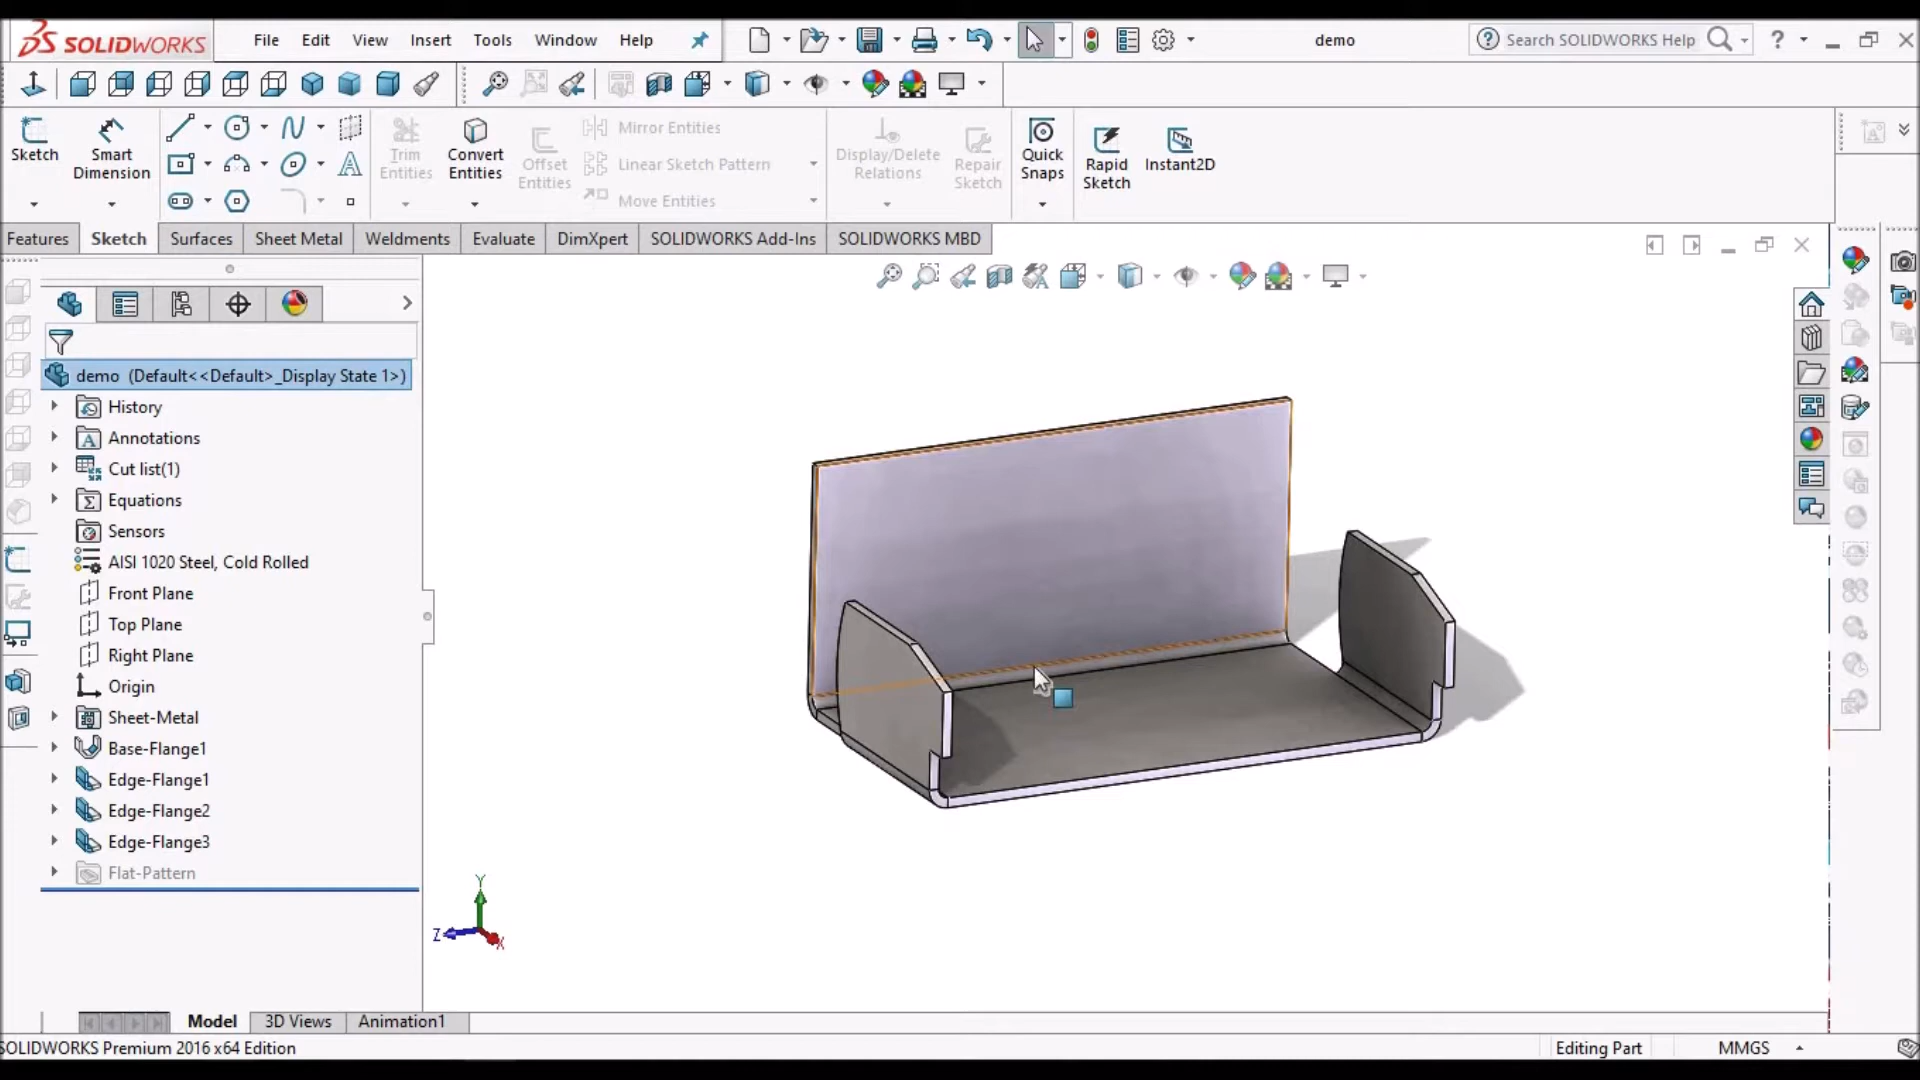 SOLIDWORKS File Edit View Insert Tools Window Help demo Search SOLIDWORKS Help
Sketch Smart Dimension Trim Entities Convert Entities Offset Entities Mirror Entities Linear Sketch Pattern Move Entities Display/Delete Relations Repair Sketch Quick Snaps Rapid Sketch Instant2D
Features Sketch Surfaces Sheet Metal Weldments Evaluate DimXpert SOLIDWORKS Add-Ins SOLIDWORKS MBD
demo (Default<<Default>_Display State 1>)
History
Annotations
Cut list(1)
Equations
Sensors
AISI 1020 Steel, Cold Rolled
Front Plane
Top Plane
Right Plane
Origin
Sheet-Metal
Base-Flange1
Edge-Flange1
Edge-Flange2
Edge-Flange3
Flat-Pattern
Y
Z
X
Model 3D Views Animation1
SOLIDWORKS Premium 2016 x64 Edition Editing Part MMGS